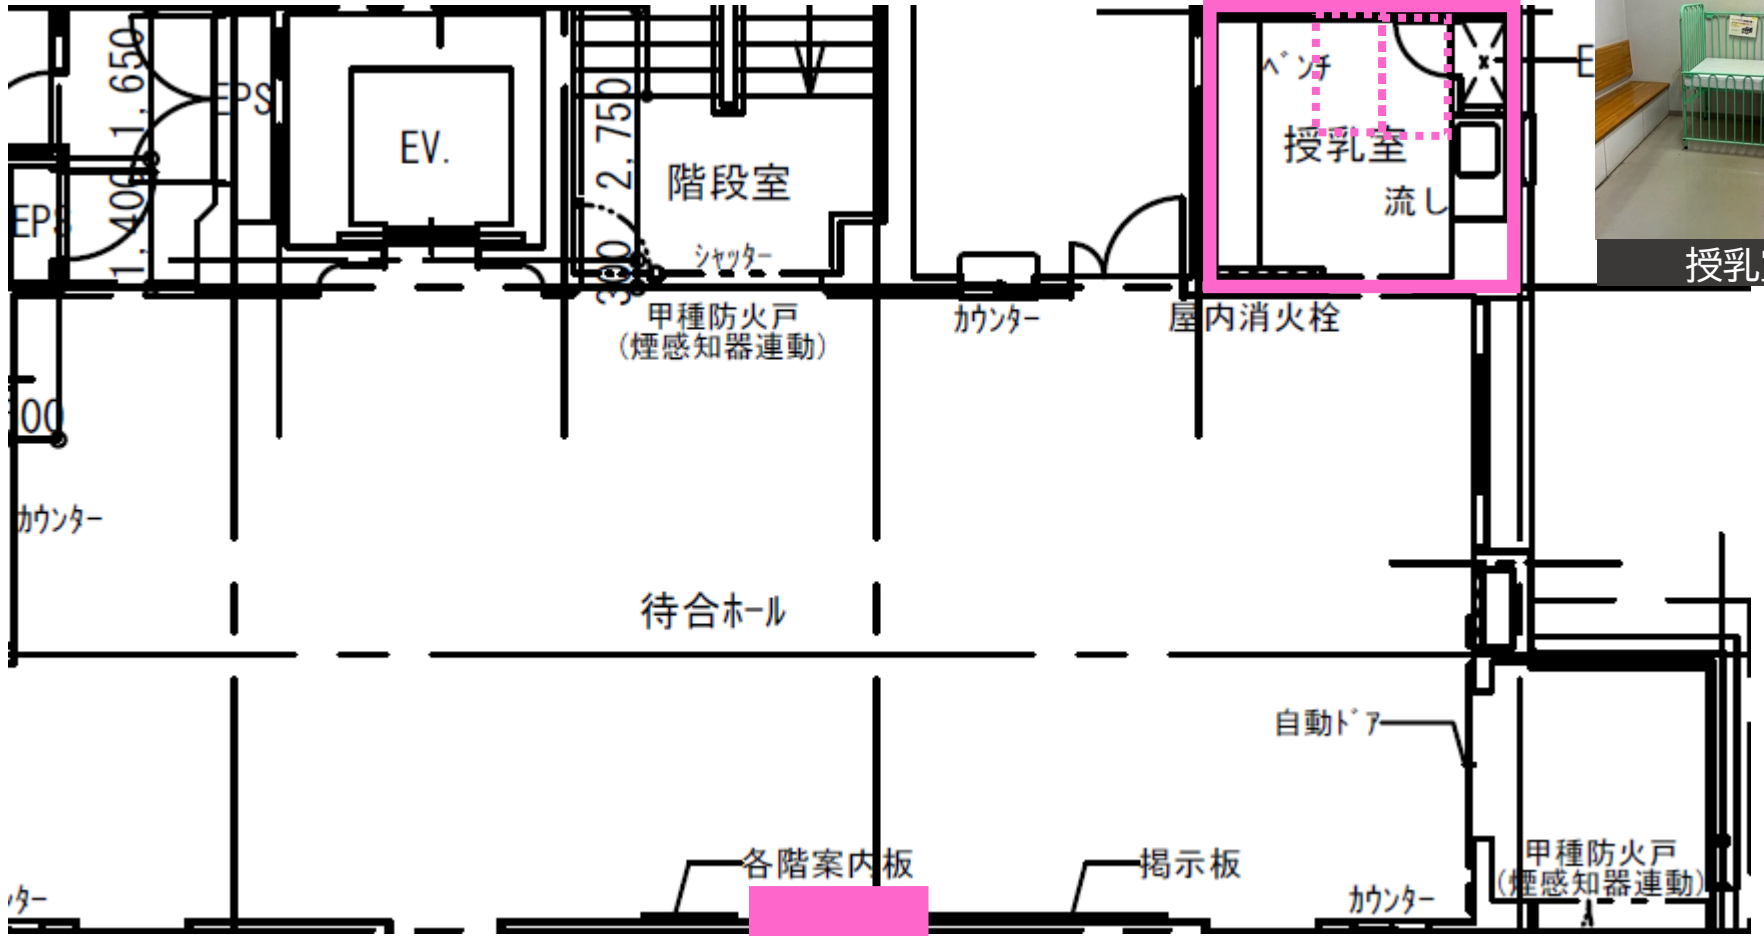 1,650
EPS
EV.
2,750
階段室
ベンチ
授乳室
流し
E
EPS
1,400
300
シャッター
甲種防火戸
(煙感知器連動)
カウンター
屋内消火栓
授乳
00
カウンター
待合ホール
自動ドア
各階案内板
掲示板
甲種防火戸
(煙感知器連動)
カウンター
ター